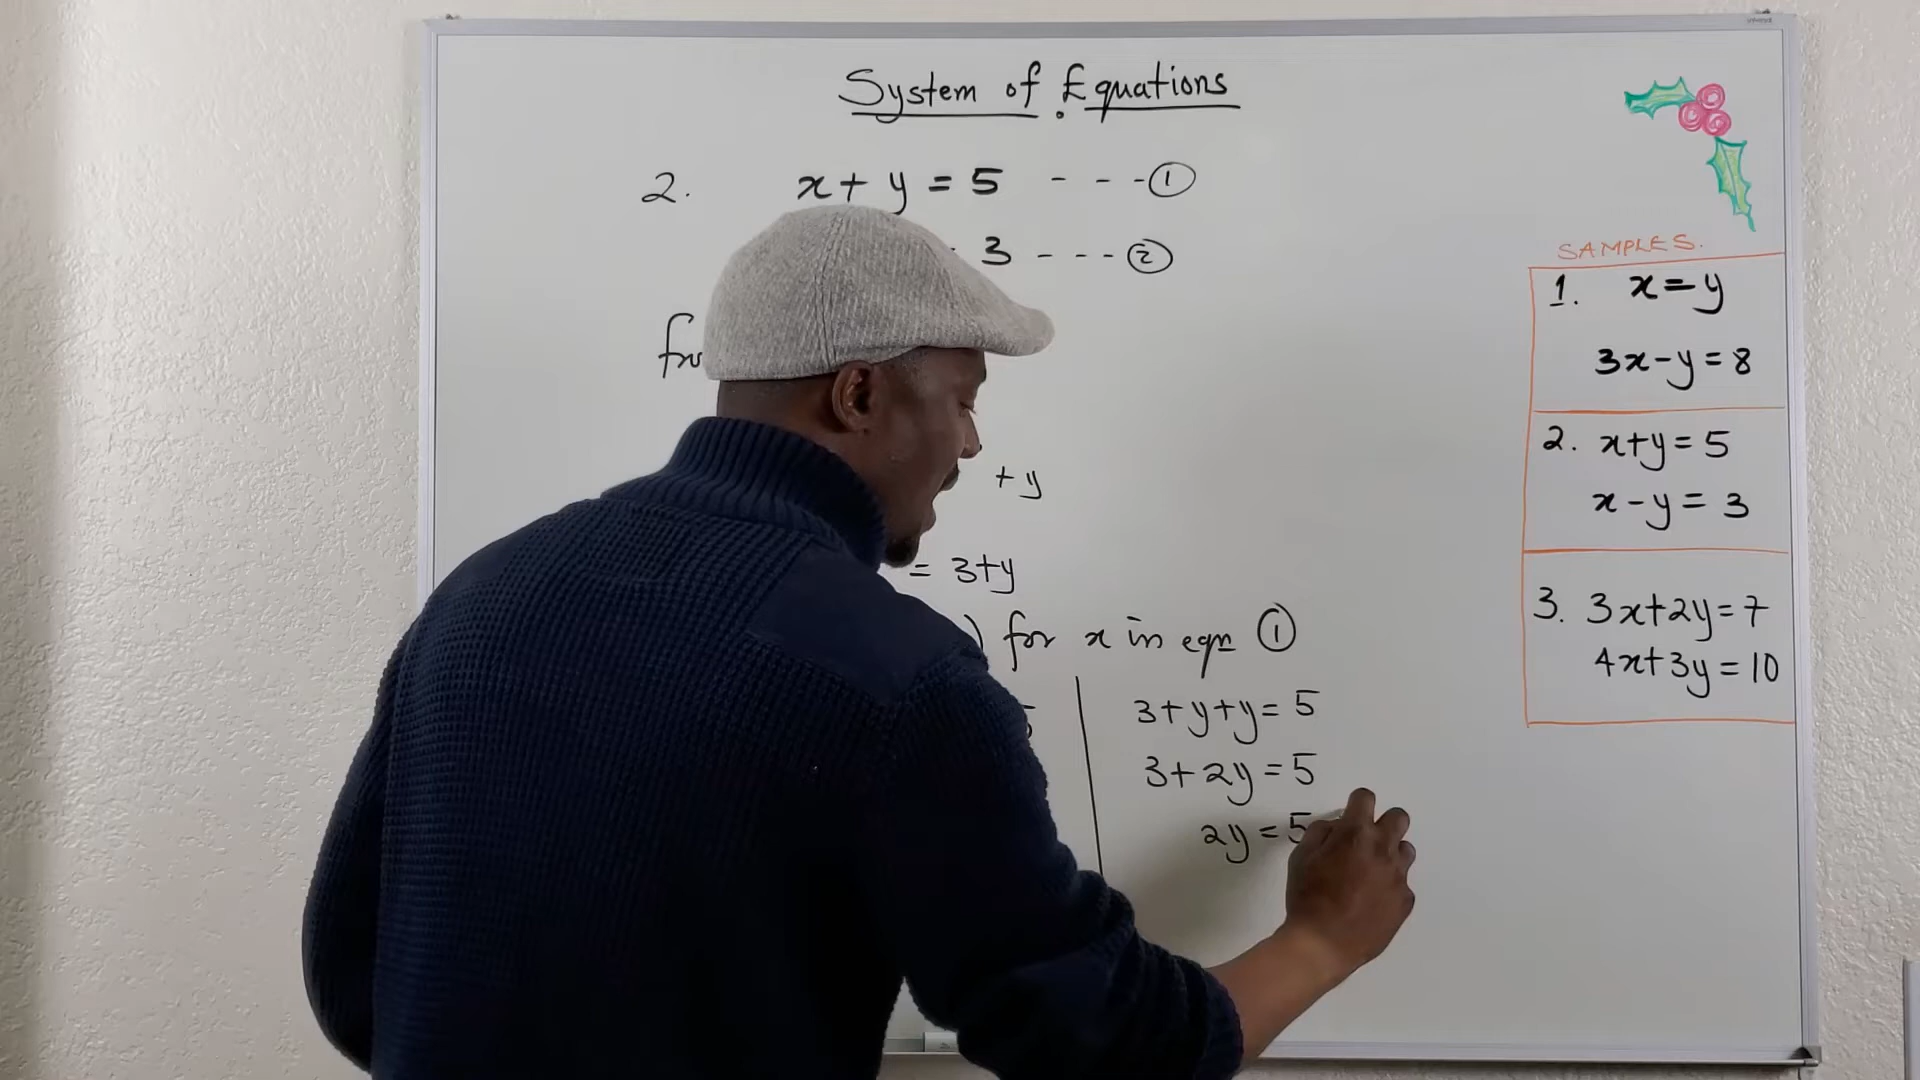 System of Equations
2. x + y = 5 - - - ①
3 - - - ②
+ y
= 3+y
) for x in eqn ①
3+y+y = 5
3+2y = 5
2y = 5
SAMPLES.
1. x = y
3x-y = 8
2. x+y = 5
x-y = 3
3. 3x+2y = 7
4x+3y = 10